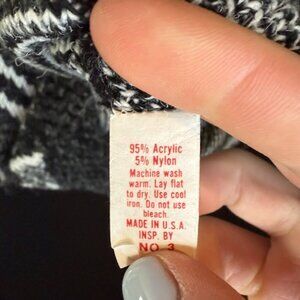 95% Acrylic
5% Nylon
Machine wash
warm. Lay flat
to dry. Use cool
iron. Do not use
bleach.
MADE IN U.S.A.
INSP. BY
NO 3